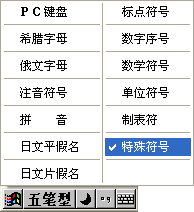 PC键盘
希腊字母
俄文字母
注音符号
拼 音
日文平假名
日文片假名
标点符号
数字序号
数学符号
单位符号
制表符
特殊符号
五笔型